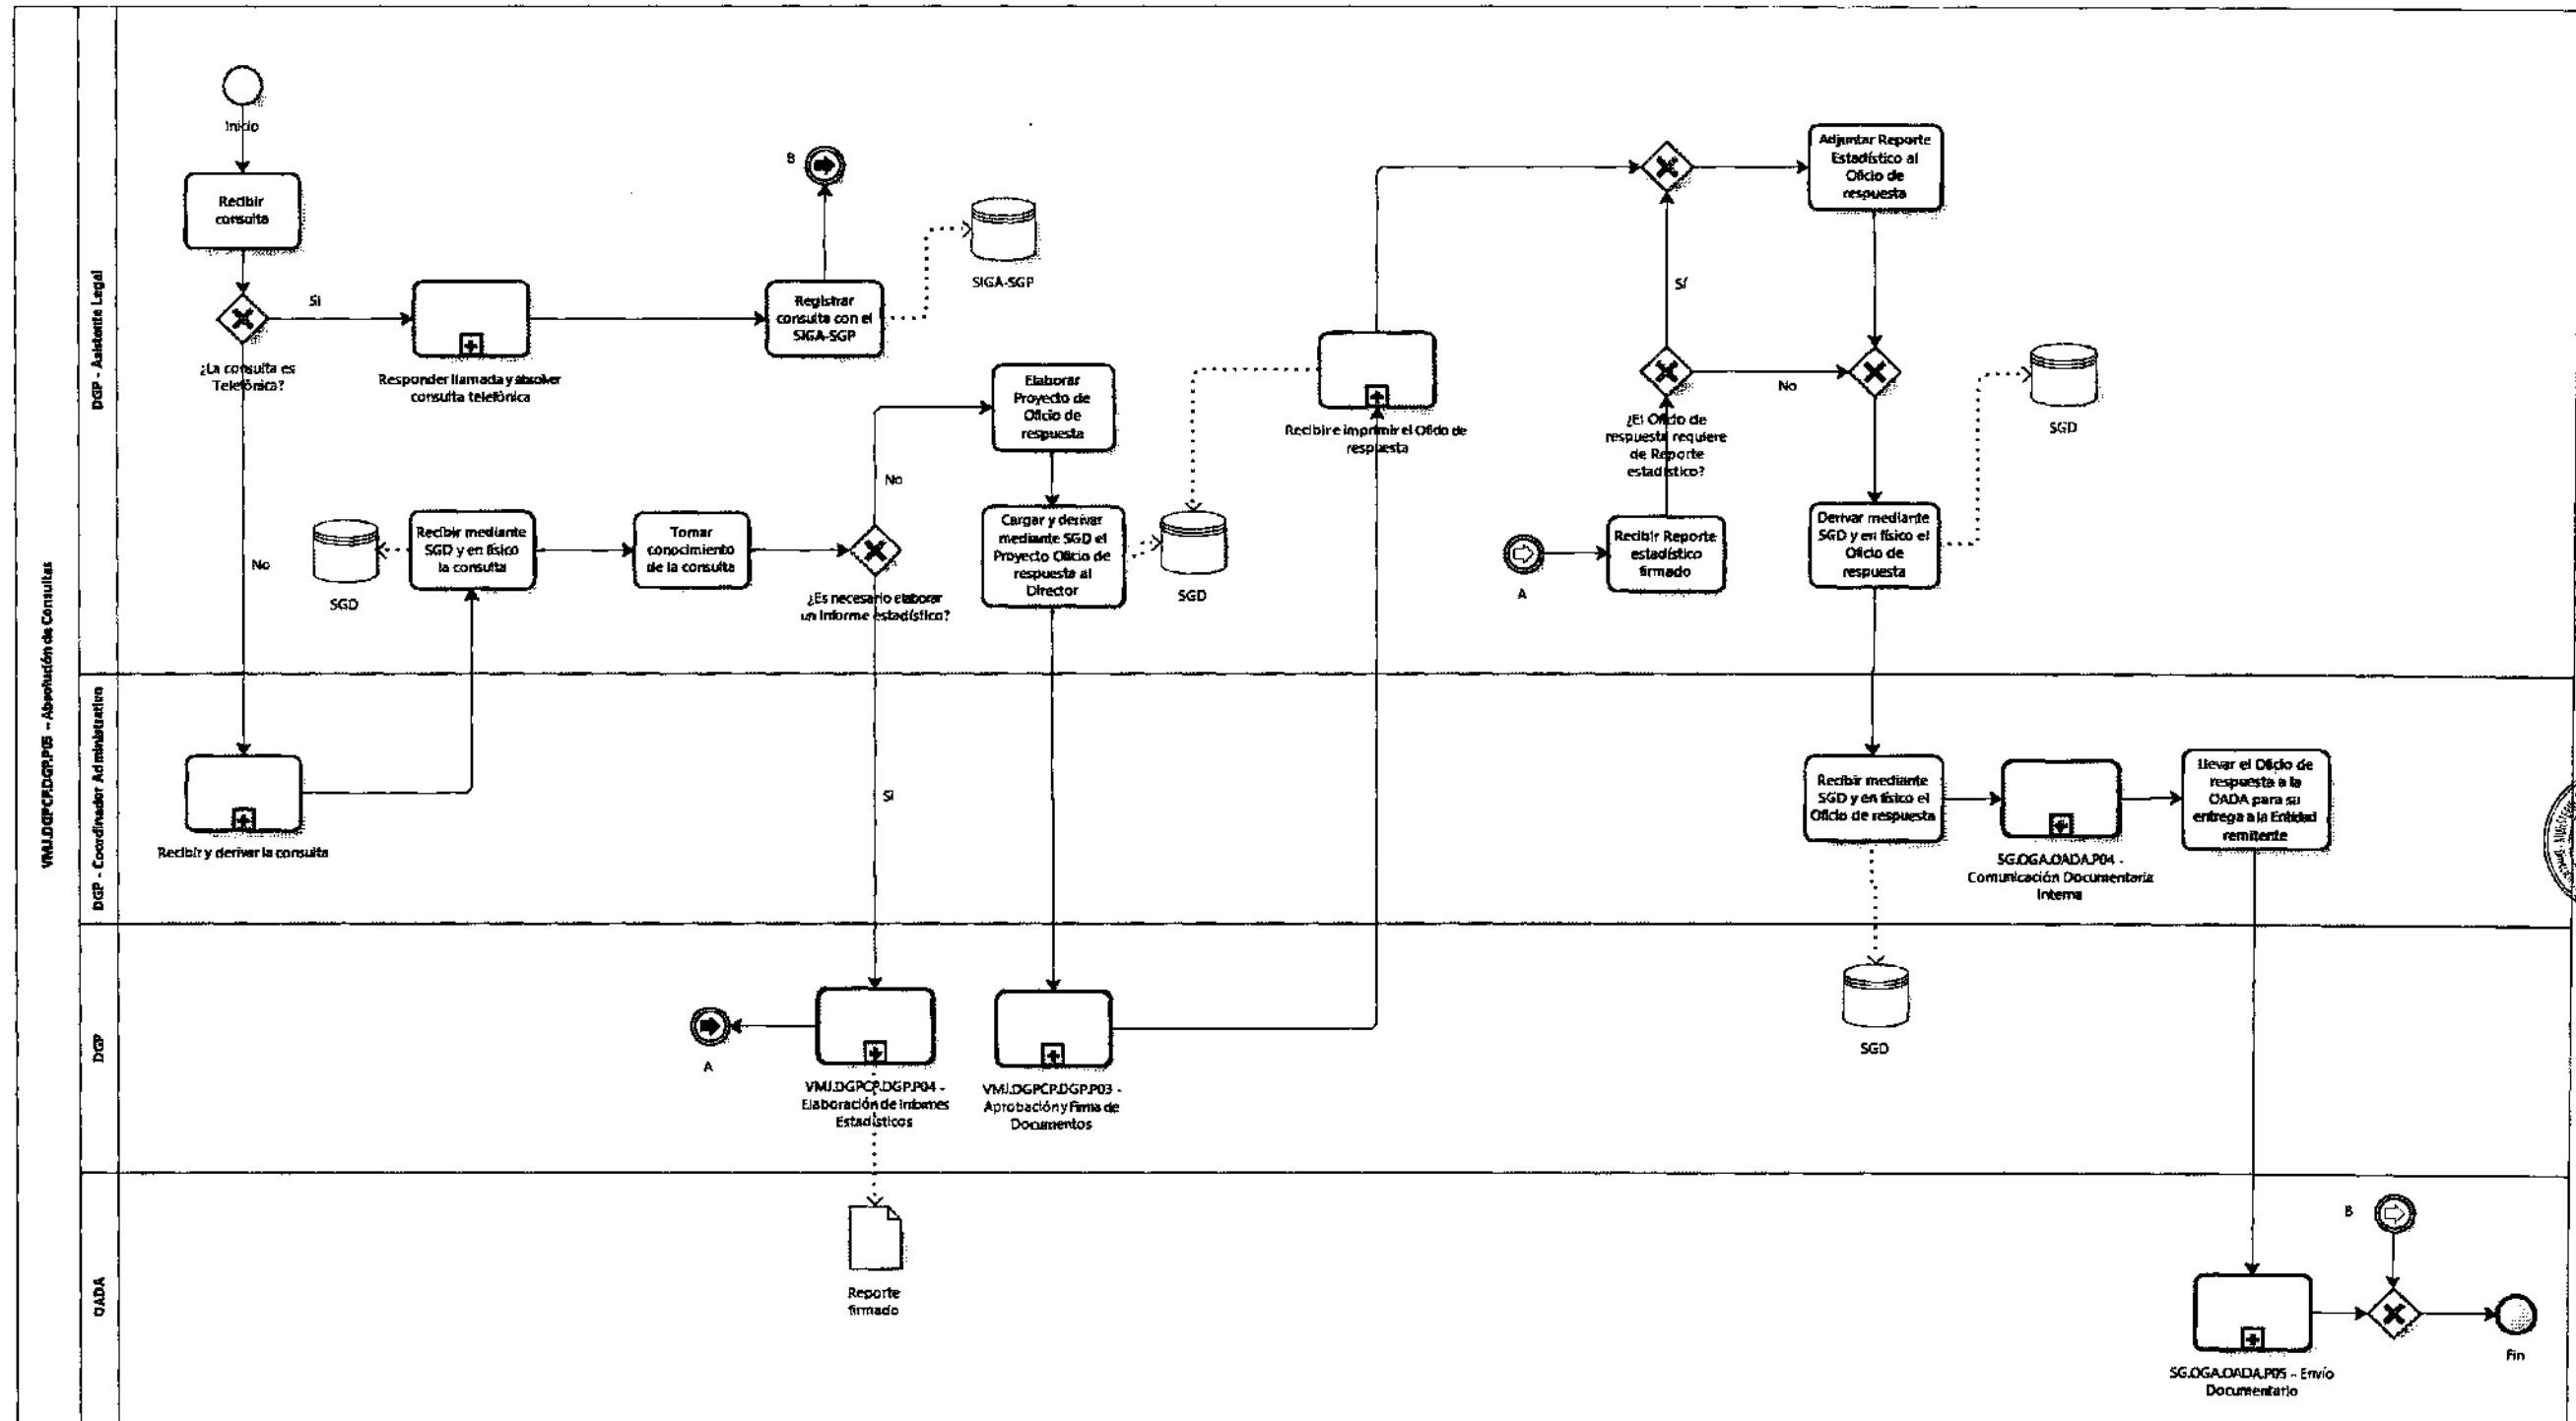 VMJ.DGPCP.DGP.P05 - Absolución de Consultas
DGP - Asistente Legal
Inicio
Recibir
consulta
¿La consulta es
Telefónica?
Si
Responder llamada y absolver
consulta telefónica
Registrar
consulta con el
SIGA-SGP
B
SIGA-SGP
No
SGD
Recibir mediante
SGD y en físico
la consulta
Tomar
conocimiento
de la consulta
¿Es necesario elaborar
un informe estadístico?
No
Elaborar
Proyecto de
Oficio de
respuesta
Cargar y derivar
mediante SGD el
Proyecto Oficio de
respuesta al
Director
SGD
Recibir e imprimir el Oficio de
respuesta
A
Recibir Reporte
estadístico
firmado
¿El Oficio de
respuesta requiere
de Reporte
estadístico?
Sí
No
Adjuntar Reporte
Estadístico al
Oficio de
respuesta
Derivar mediante
SGD y en físico el
Oficio de
respuesta
SGD
DGP - Coordinador Administrativo
Recibir y derivar la consulta
Si
Recibir mediante
SGD y en físico el
Oficio de respuesta
SG.OGA.OADA.P04 -
Comunicación Documentaria
Interna
Llevar el Oficio de
respuesta a la
OADA para su
entrega a la Entidad
remitente
DGP
A
VMJ.DGPCP.DGP.P04 -
Elaboración de Informes
Estadísticos
VMJ.DGPCP.DGP.P03 -
Aprobación y Firma de
Documentos
SGD
OADA
Reporte
firmado
B
SG.OGA.OADA.P05 - Envío
Documentario
Fin